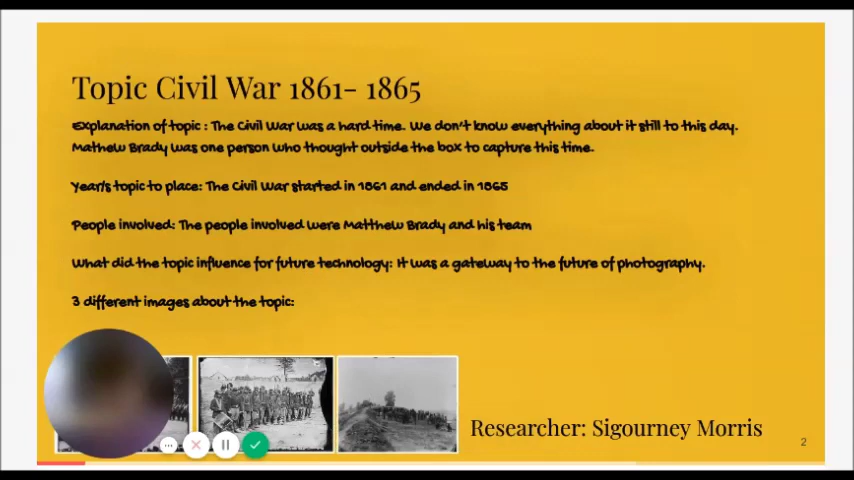 Topic Civil War 1861- 1865
Explanation of topic : The Civil War was a hard time. We don't know everything about it still to this day.
Mathew Brady was one person who thought outside the box to capture this time.
Year/s topic to place: The Civil War started in 1861 and ended in 1865
People involved: The people involved were Matthew Brady and his team
What did the topic influence for future technology: It was a gateway to the future of photography.
3 different images about the topic:
Researcher: Sigourney Morris
2